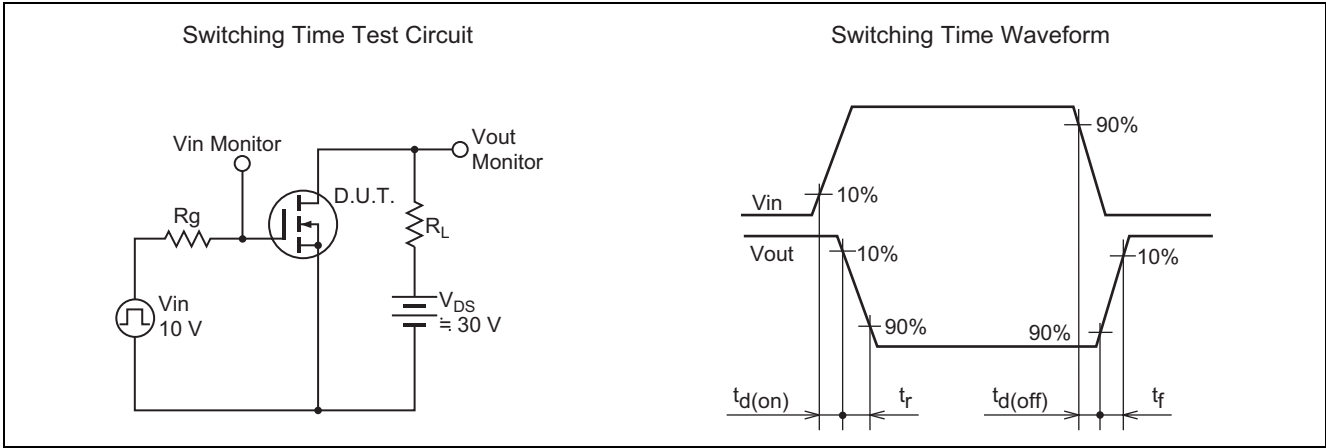 Switching Time Test Circuit
Vin Monitor
Vout
Monitor
D.U.T.
Rg
RL
Vin
10 V
VDS
≒ 30 V
Switching Time Waveform
90%
10%
Vin
Vout
10%
10%
90%
90%
td(on)
tr
td(off)
tf